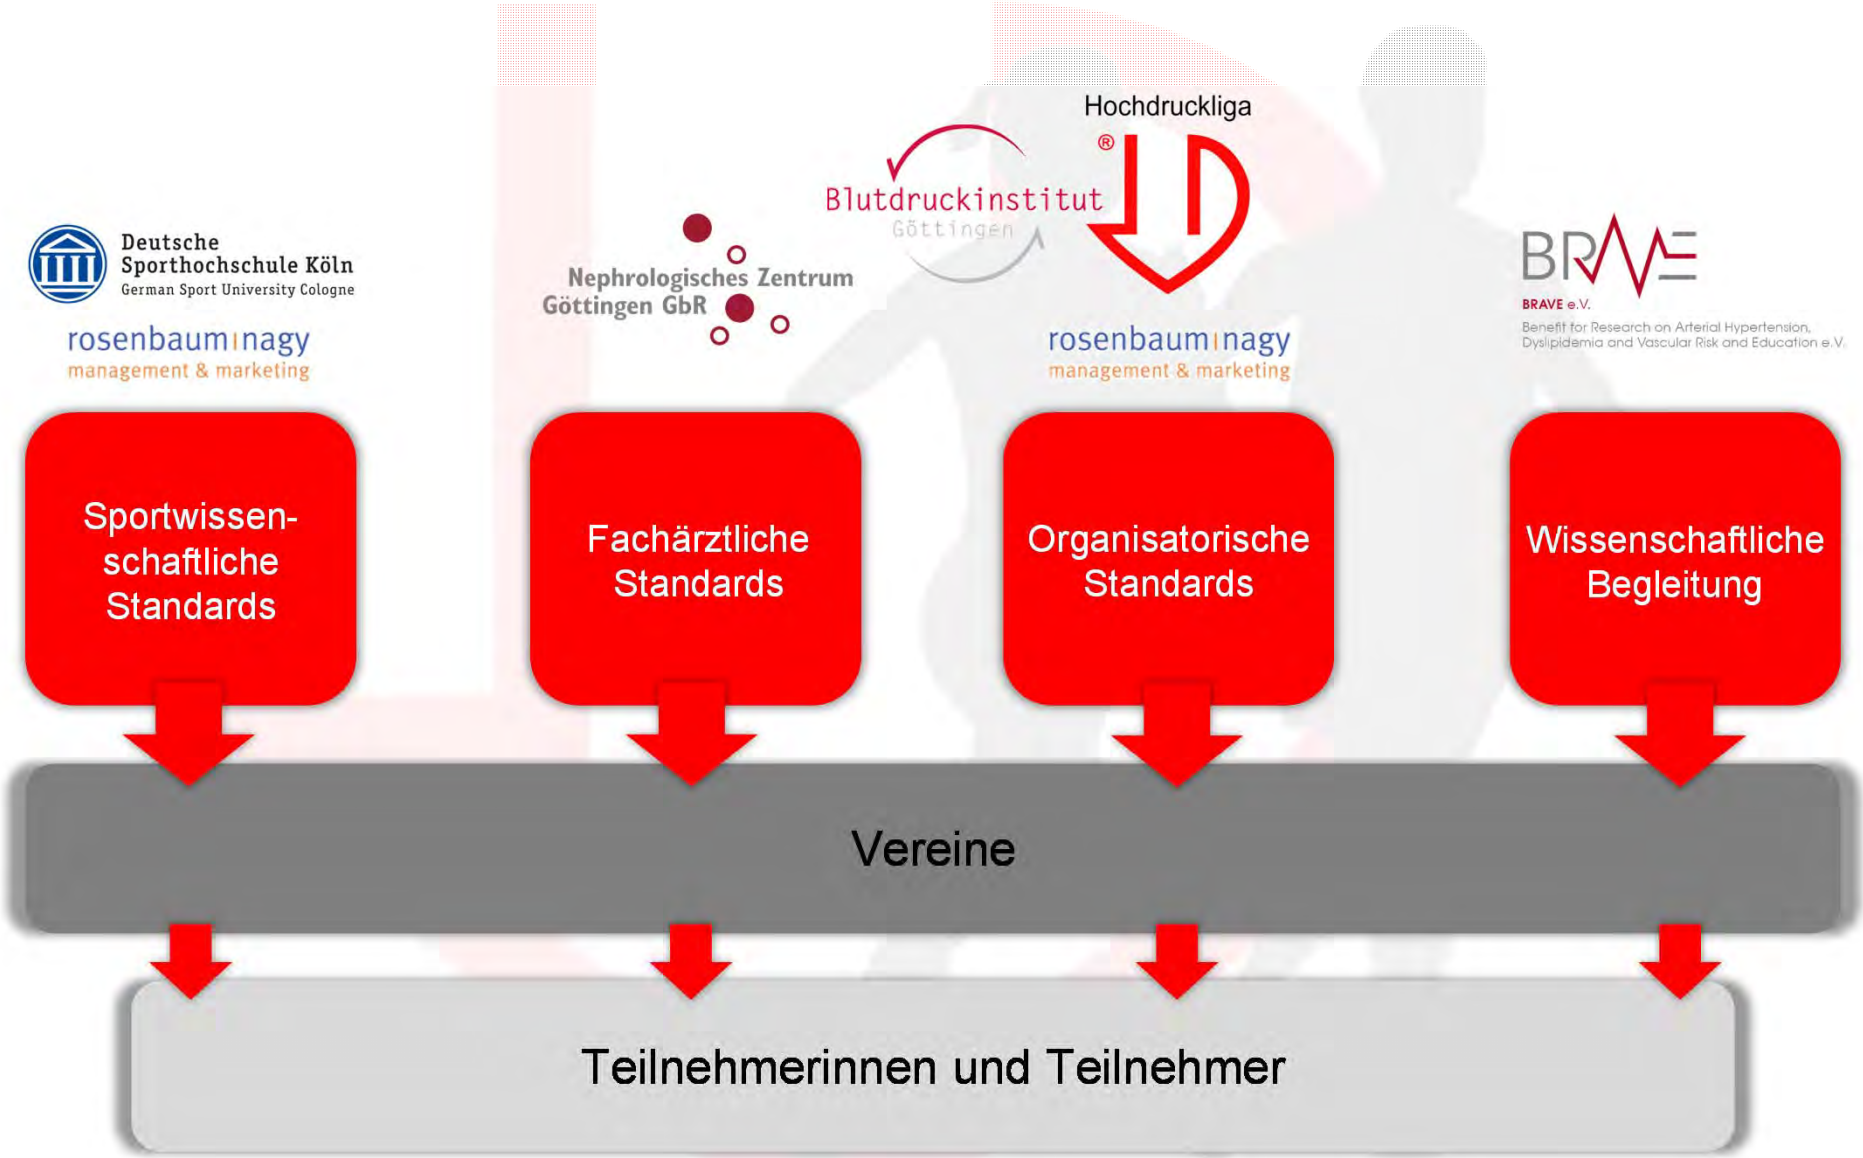 Hochdruckliga
®
Blutdruckinstitut
Göttingen
Deutsche
Sporthochschule Köln
German Sport University Cologne
rosenbaum nagy
management & marketing
Nephrologisches Zentrum
Göttingen GbR
rosenbaum nagy
management & marketing
BRAVE
BRAVE e.V.
Benefit for Research on Arterial Hypertension,
Dyslipidemia and Vascular Risk and Education e.V.
Sportwissen-
schaftliche
Standards
Fachärztliche
Standards
Organisatorische
Standards
Wissenschaftliche
Begleitung
Vereine
Teilnehmerinnen und Teilnehmer